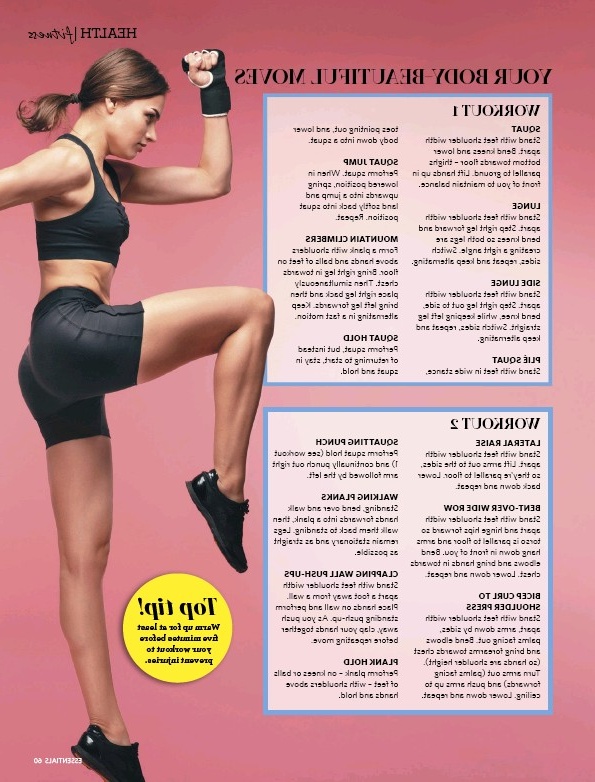 HEALTH | fitness
YOUR BODY-BEAUTIFUL MOVES
WORKOUT 1
SQUAT
Stand with feet shoulder width
apart. Bend knees and lower
bottom towards floor – thighs
parallel to ground. Lift hands up in
front of you to maintain balance.
LUNGE
Stand with feet shoulder width
apart. Step right leg forward and
bend knees so both legs are
creating a right angle. Switch
sides, repeat and keep alternating.
SIDE LUNGE
Stand with feet shoulder width
apart. Step right leg out to side,
bend knee, while keeping left leg
straight. Switch sides, repeat and
keep alternating.
PLIÉ SQUAT
Stand with feet in wide stance,
toes pointing out, and lower
body down into a squat.
SQUAT JUMP
Perform squat. When in
lowered position, spring
upwards into a jump and
land softly back into squat
position. Repeat.
MOUNTAIN CLIMBERS
Form a plank with shoulders
above hands and balls of feet on
floor. Bring right leg in towards
chest. Then simultaneously
place right leg back and then
bring left leg forwards. Keep
alternating in a fast motion.
SQUAT HOLD
Perform squat, but instead
of returning to start, stay in
squat and hold.
WORKOUT 2
LATERAL RAISE
Stand with feet shoulder width
apart. Lift arms out to the sides,
so they're parallel to floor. Lower
back down and repeat.
BENT-OVER WIDE ROW
Stand with feet shoulder width
apart and hinge hips forward so
torso is parallel to floor and arms
hang down in front of you. Bend
elbows and bring hands in towards
chest. Lower down and repeat.
BICEP CURL TO
SHOULDER PRESS
Stand with feet shoulder width
apart, arms down by sides,
palms facing out. Bend elbows
and bring forearms towards chest
(so hands are shoulder height).
Turn arms out (palms facing
forwards) and push arms up to
ceiling. Lower down and repeat.
SQUATTING PUNCH
Perform squat hold (see workout
1) and continually punch out right
arm followed by the left.
WALKING PLANKS
Standing, bend over and walk
hands forwards into a plank, then
walk them back to standing. Legs
remain stationary and as straight
as possible.
CLAPPING WALL PUSH-UPS
Stand with feet shoulder width
apart a foot away from a wall.
Place hands on wall and perform
standing push-up. As you push
away, clap your hands together
before repeating move.
PLANK HOLD
Perform plank – on knees or balls
of feet – with shoulders above
hands and hold.
Top tip!
Warm up for at least
five minutes before
your to workout to
prevent injuries.
ESSENTIALS 60